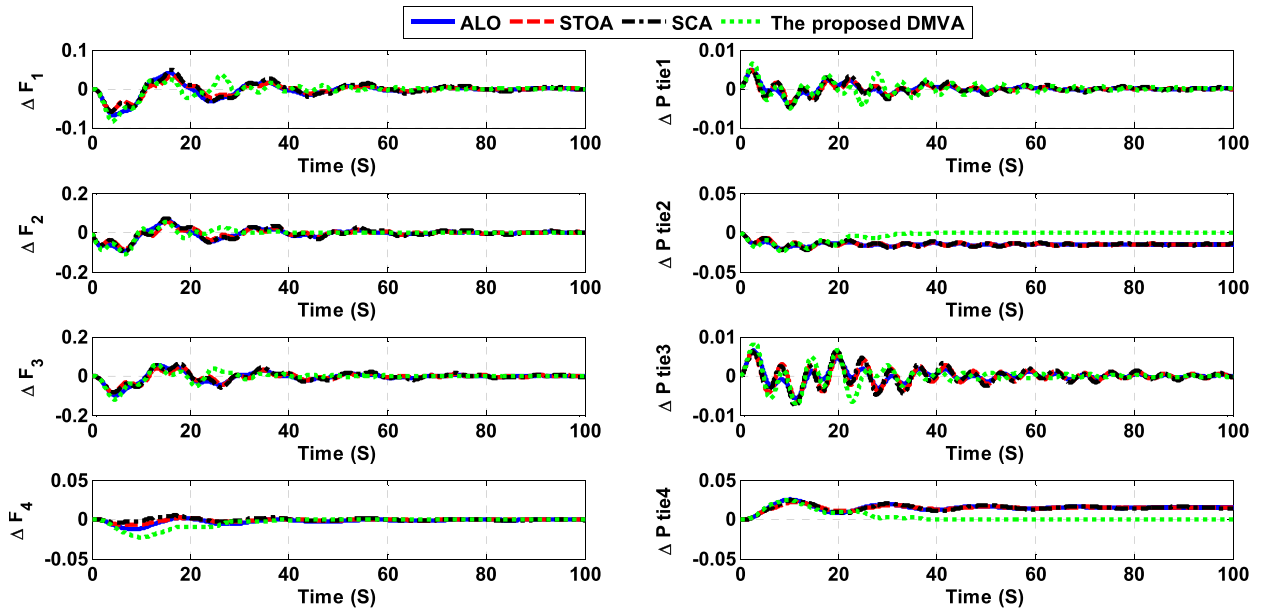 ALO STOA SCA The proposed DMVA
0.1
0
-0.1
Δ F1
0 20 40 60 80 100
Time (S)
0.01
0
-0.01
Δ P tie1
0 20 40 60 80 100
Time (S)
0.2
0
-0.2
Δ F2
0 20 40 60 80 100
Time (S)
0.05
0
-0.05
Δ P tie2
0 20 40 60 80 100
Time (S)
0.2
0
-0.2
Δ F3
0 20 40 60 80 100
Time (S)
0.01
0
-0.01
Δ P tie3
0 20 40 60 80 100
Time (S)
0.05
0
-0.05
Δ F4
0 20 40 60 80 100
Time (S)
0.05
0
-0.05
Δ P tie4
0 20 40 60 80 100
Time (S)